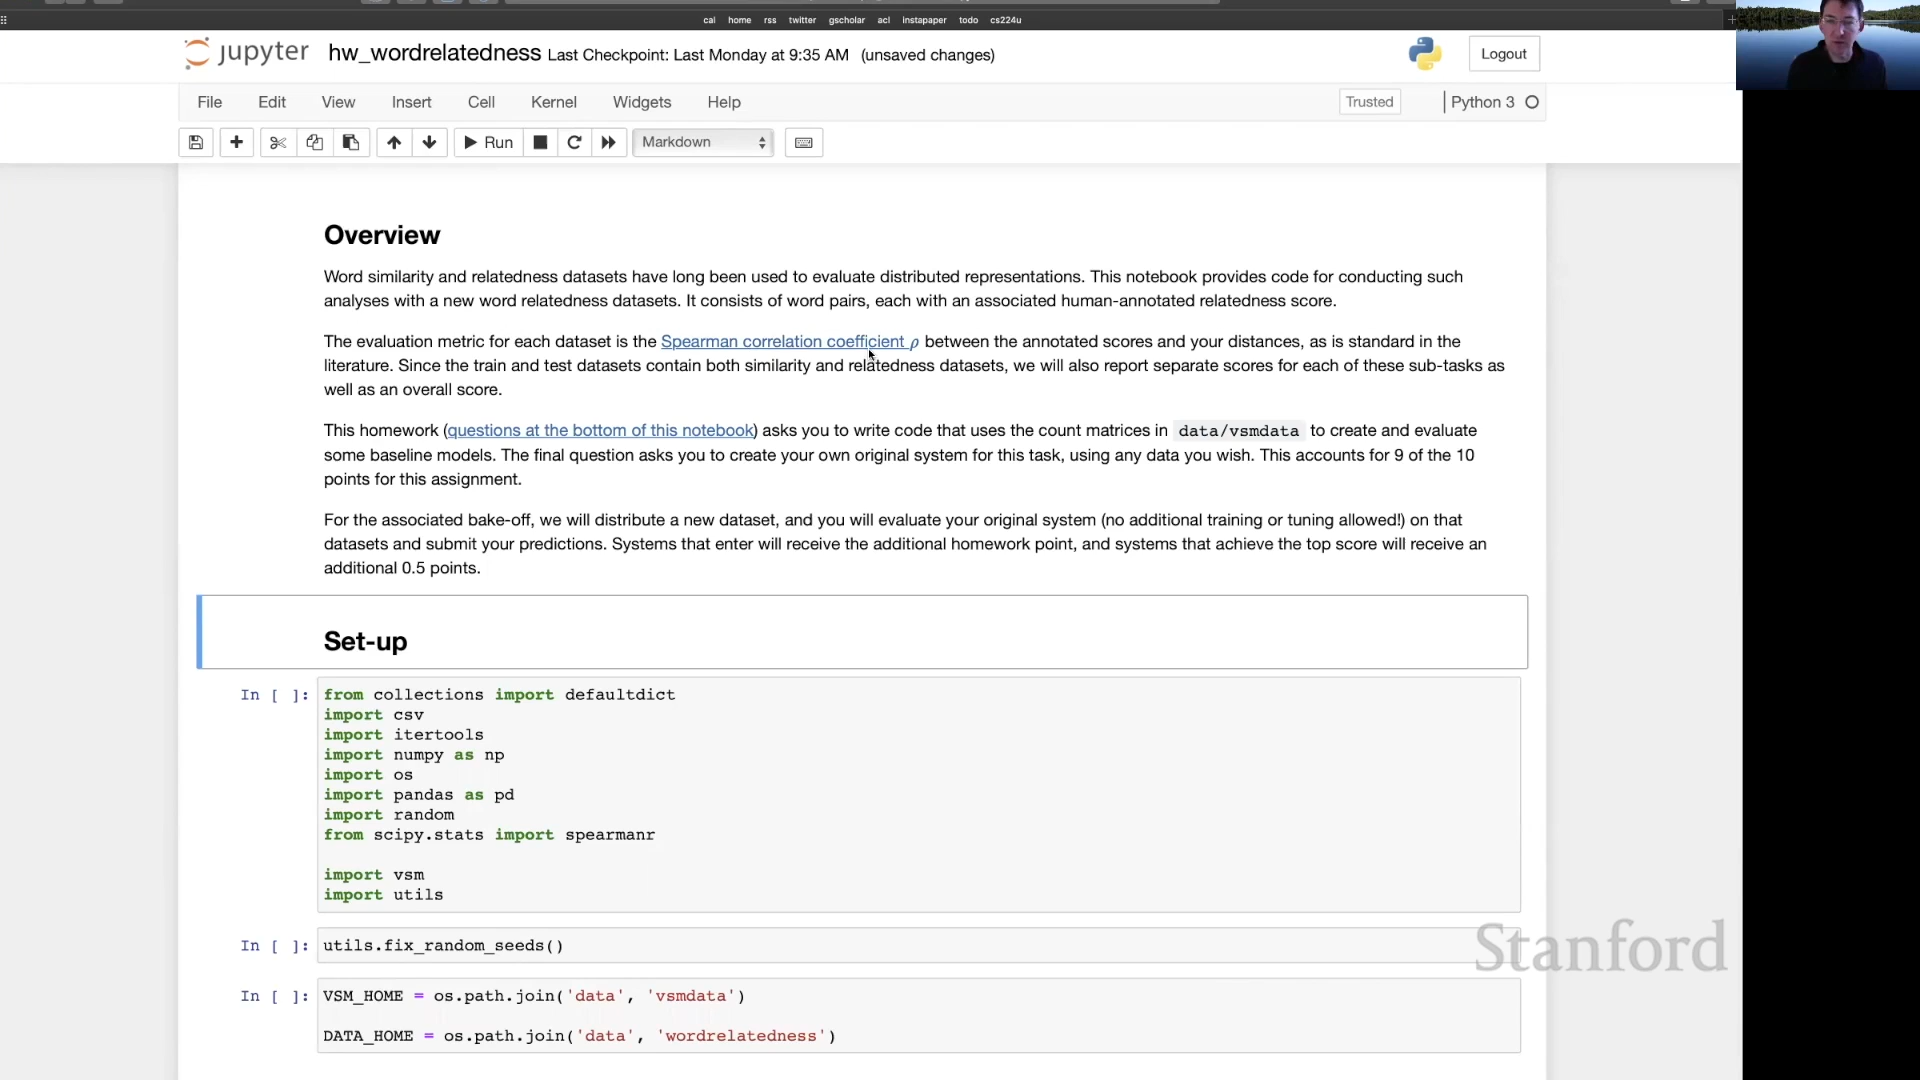 cal home rss twitter gscholar acl instapaper todo cs224u
jupyter hw_wordrelatedness Last Checkpoint: Last Monday at 9:35 AM (unsaved changes) Logout
File Edit View Insert Cell Kernel Widgets Help Trusted Python 3
Run Markdown
Overview
Word similarity and relatedness datasets have long been used to evaluate distributed representations. This notebook provides code for conducting such
analyses with a new word relatedness datasets. It consists of word pairs, each with an associated human-annotated relatedness score.
The evaluation metric for each dataset is the Spearman correlation coefficient ρ between the annotated scores and your distances, as is standard in the
literature. Since the train and test datasets contain both similarity and relatedness datasets, we will also report separate scores for each of these sub-tasks as
well as an overall score.
This homework (questions at the bottom of this notebook) asks you to write code that uses the count matrices in data/vsmdata to create and evaluate
some baseline models. The final question asks you to create your own original system for this task, using any data you wish. This accounts for 9 of the 10
points for this assignment.
For the associated bake-off, we will distribute a new dataset, and you will evaluate your original system (no additional training or tuning allowed!) on that
datasets and submit your predictions. Systems that enter will receive the additional homework point, and systems that achieve the top score will receive an
additional 0.5 points.
Set-up
In [ ]: from collections import defaultdict
import csv
import itertools
import numpy as np
import os
import pandas as pd
import random
from scipy.stats import spearmanr
import vsm
import utils
In [ ]: utils.fix_random_seeds()
Stanford
In [ ]: VSM_HOME = os.path.join('data', 'vsmdata')
DATA_HOME = os.path.join('data', 'wordrelatedness')